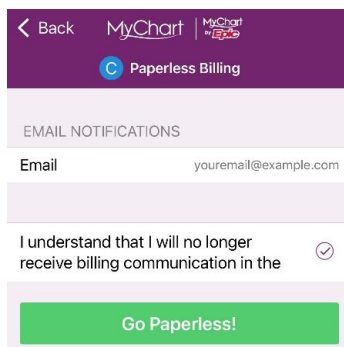 Back MyChart MyChart
by Epic
C Paperless Billing
EMAIL NOTIFICATIONS
Email youremail@example.com
I understand that I will no longer
receive billing communication in the
Go Paperless!